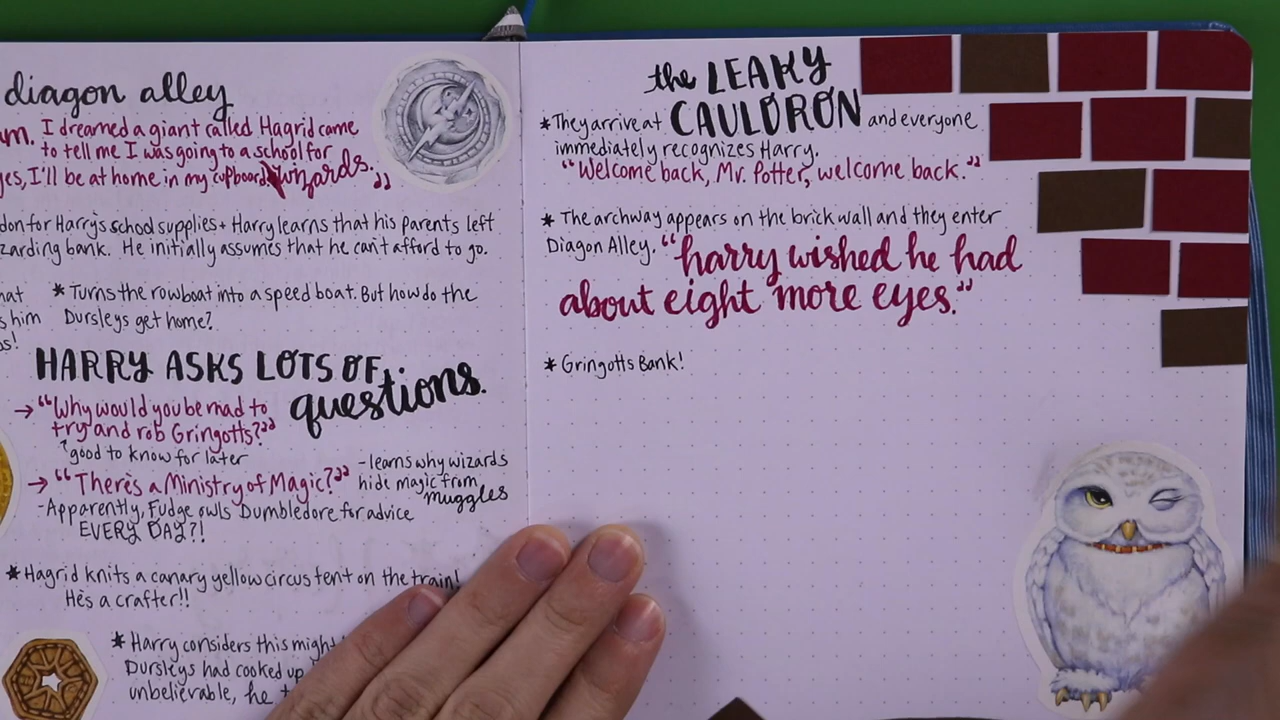 diagon alley
m. I dreamed a giant called Hagrid came
to tell me I was going to a school for
wizards.
yes, I'll be at home in my cupboard."
don for Harry's school supplies + Harry learns that his parents left
zarding bank. He initially assumes that he can't afford to go.
hat
s him
os!
* Turns the rowboat into a speed boat. But how do the
Dursleys get home?
HARRY ASKS LOTS OF
questions.
→ "Why would you be mad to
try and rob Gringotts?"
good to know for later
→ "There's a Ministry of Magic?"
- learns why wizards
hide magic from
muggles
- Apparently, Fudge owls Dumbledore for advice
EVERY DAY?!
* Hagrid knits a canary yellow circus tent on the train!
He's a crafter!!
* Harry considers this might
Dursleys had cooked up
unbelievable, he t
the LEAKY
CAULDRON
* They arrive at and everyone
immediately recognizes Harry.
"Welcome back, Mr. Potter, welcome back."
* The archway appears on the brick wall and they enter
Diagon Alley. "harry wished he had
about eight more eyes."
* Gringotts Bank!